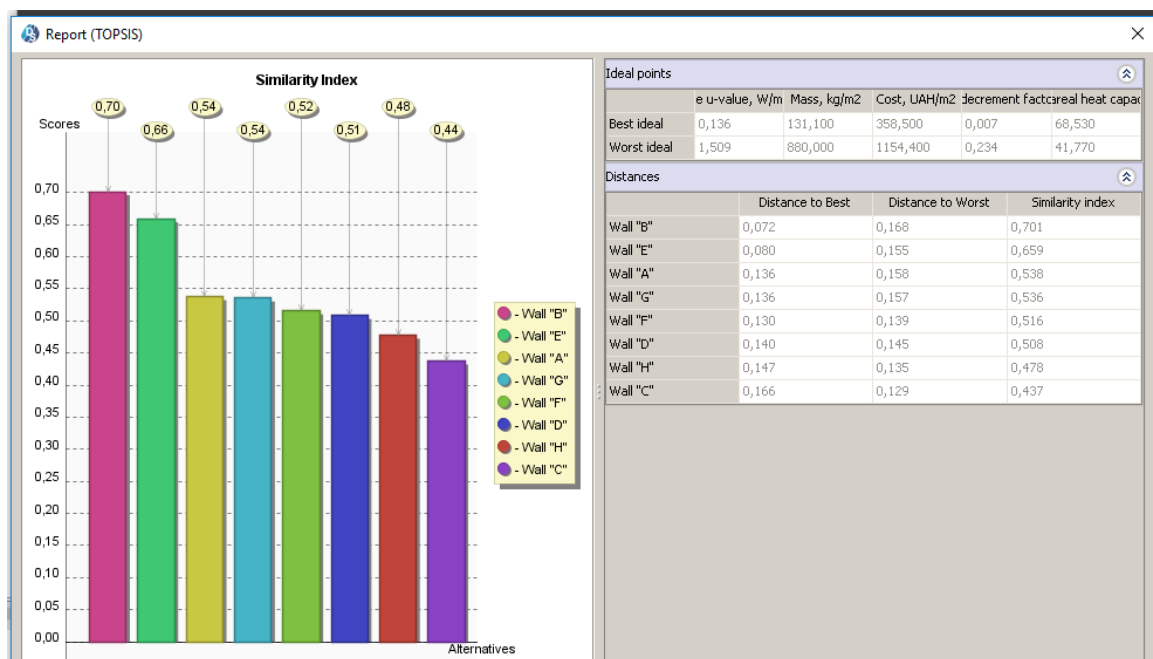 Report (TOPSIS)
Similarity Index
0,70 0,54 0,52 0,48
0,66 0,54 0,51 0,44
Scores
0,70
0,65
0,60
0,55
0,50
0,45
0,40
0,35
0,30
0,25
0,20
0,15
0,10
0,05
0,00
Alternatives
- Wall "B"
- Wall "E"
- Wall "A"
- Wall "G"
- Wall "F"
- Wall "D"
- Wall "H"
- Wall "C"
Ideal points
e u-value, W/m Mass, kg/m2 Cost, UAH/m2 decrement factc areal heat capac
Best ideal 0,136 131,100 358,500 0,007 68,530
Worst ideal 1,509 880,000 1154,400 0,234 41,770
Distances
Distance to Best Distance to Worst Similarity index
Wall "B" 0,072 0,168 0,701
Wall "E" 0,080 0,155 0,659
Wall "A" 0,136 0,158 0,538
Wall "G" 0,136 0,157 0,536
Wall "F" 0,130 0,139 0,516
Wall "D" 0,140 0,145 0,508
Wall "H" 0,147 0,135 0,478
Wall "C" 0,166 0,129 0,437